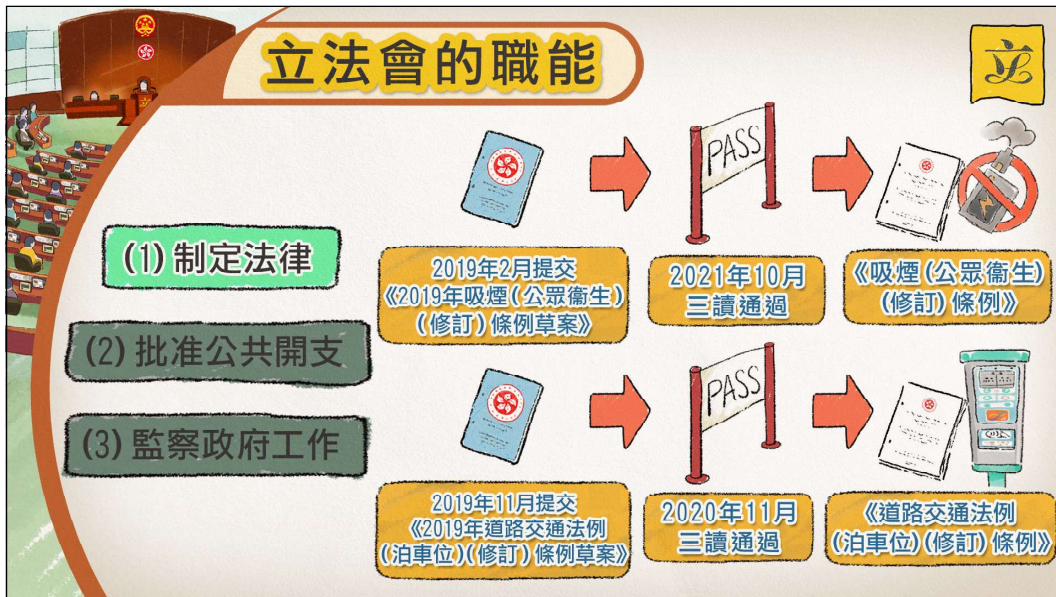 立法會的職能
立法
PASS
(1) 制定法律
2019年2月提交
《2019年吸煙(公眾衞生)
(修訂) 條例草案》
2021年10月
三讀通過
《吸煙(公眾衞生)
(修訂) 條例》
(2) 批准公共開支
PASS
(3) 監察政府工作
2019年11月提交
《2019年道路交通法例
(泊車位)(修訂) 條例草案》
2020年11月
三讀通過
《道路交通法例
(泊車位)(修訂) 條例》